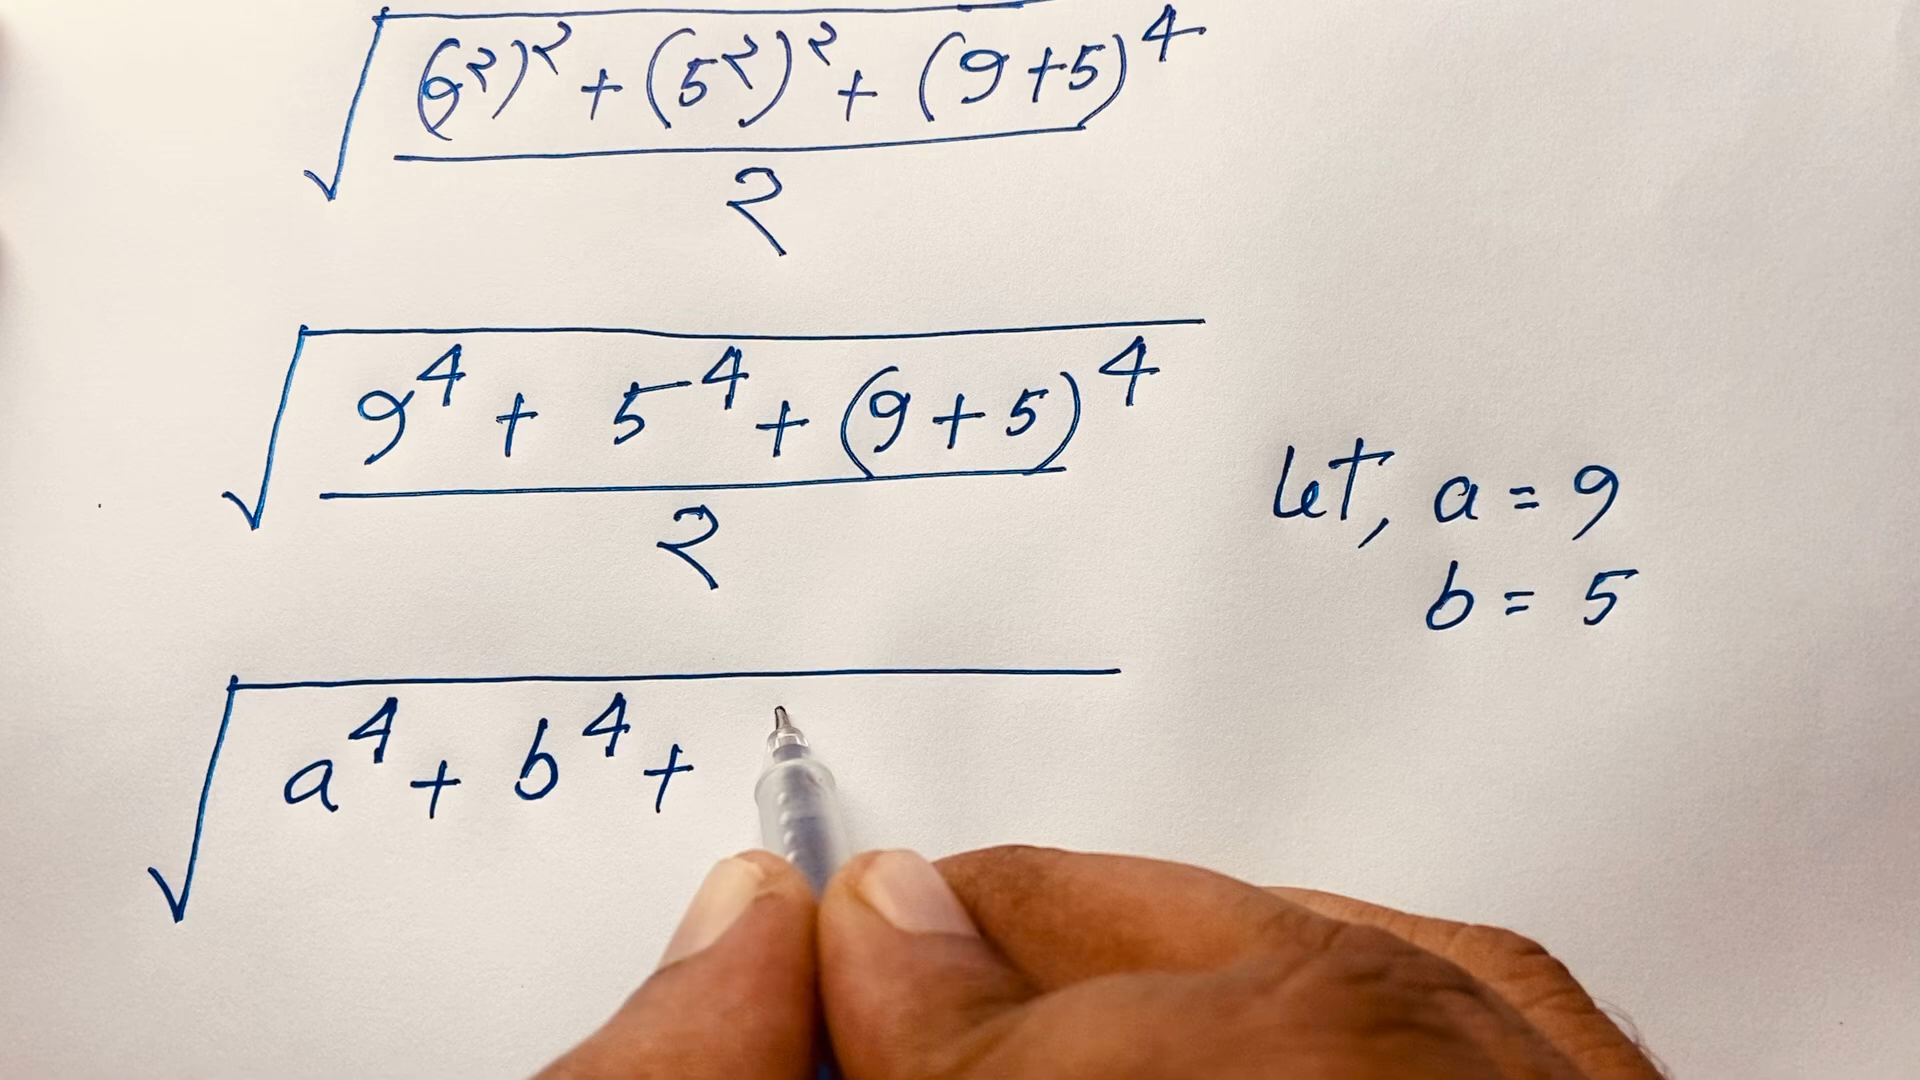 √(((9²)² + (5²)² + (9+5)⁴)/2)
√((9⁴ + 5⁴ + (9+5)⁴)/2)
Let, a = 9
b = 5
√(a⁴ + b⁴ +